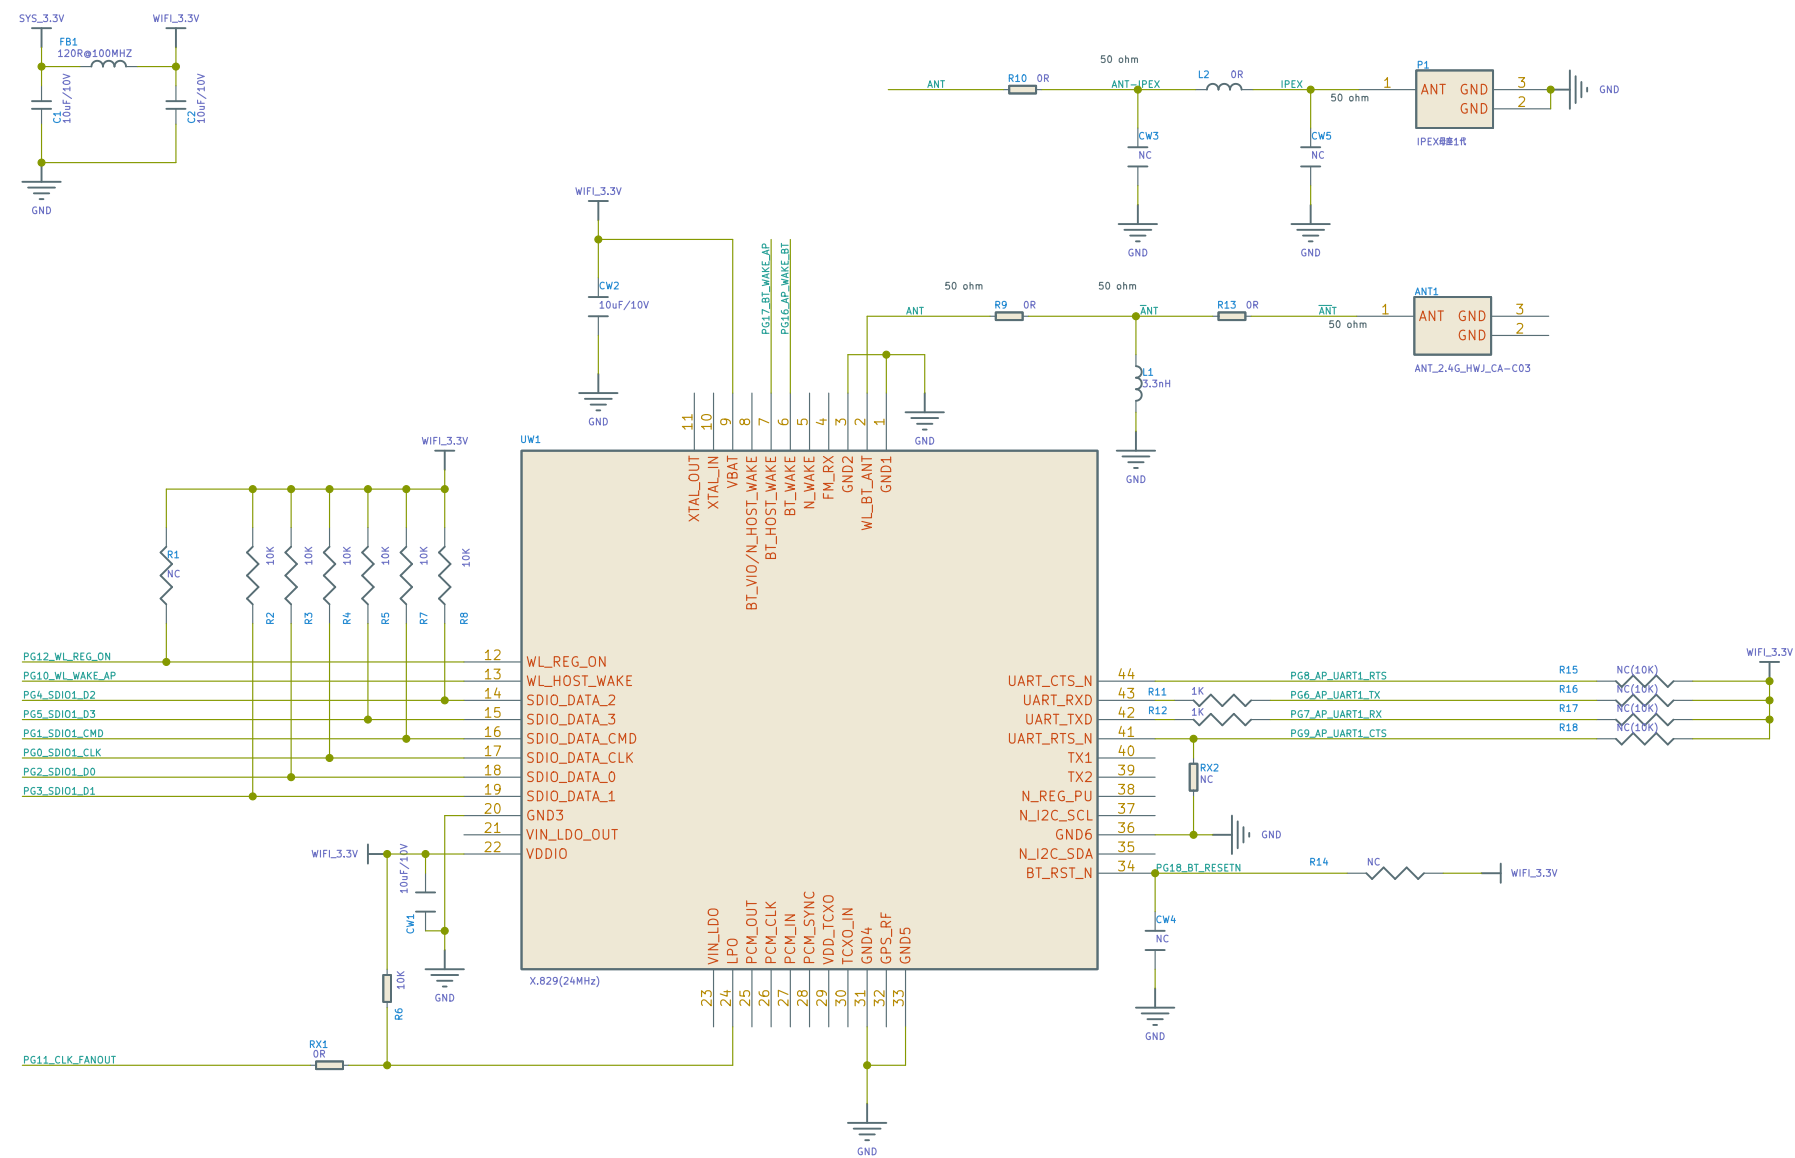 SYS_3.3V
WIFI_3.3V
FB1
120R@100MHZ
C1
10uF/10V
C2
10uF/10V
GND
ANT
R10
0R
50 ohm
ANT-IPEX
L2
0R
IPEX
50 ohm
1
P1
ANT
GND
GND
3
2
GND
IPEX母座1代
CW3
NC
GND
CW5
NC
GND
WIFI_3.3V
CW2
10uF/10V
GND
PG17_BT_WAKE_AP
PG16_AP_WAKE_BT
ANT
50 ohm
R9
0R
50 ohm
ANT
R13
0R
ANT
50 ohm
1
ANT1
ANT
GND
GND
3
2
ANT_2.4G_HWJ_CA-C03
L1
3.3nH
GND
GND
UW1
11
10
9
8
7
6
5
4
3
2
1
XTAL_OUT
XTAL_IN
VBAT
BT_VIO/N_HOST_WAKE
BT_HOST_WAKE
BT_WAKE
N_WAKE
FM_RX
GND2
WL_BT_ANT
GND1
WIFI_3.3V
R1
NC
10K
R2
10K
R3
10K
R4
10K
R5
10K
R7
10K
R8
PG12_WL_REG_ON
12
WL_REG_ON
PG10_WL_WAKE_AP
13
WL_HOST_WAKE
PG4_SDIO1_D2
14
SDIO_DATA_2
PG5_SDIO1_D3
15
SDIO_DATA_3
PG1_SDIO1_CMD
16
SDIO_DATA_CMD
PG0_SDIO1_CLK
17
SDIO_DATA_CLK
PG2_SDIO1_D0
18
SDIO_DATA_0
PG3_SDIO1_D1
19
SDIO_DATA_1
20
GND3
21
VIN_LDO_OUT
22
VDDIO
WIFI_3.3V
10uF/10V
CW1
GND
10K
R6
PG11_CLK_FANOUT
RX1
0R
VIN_LDO
LPO
PCM_OUT
PCM_CLK
PCM_IN
PCM_SYNC
VDD_TCXO
TCXO_IN
GND4
GPS_RF
GND5
X.829(24MHz)
23
24
25
26
27
28
29
30
31
32
33
GND
UART_CTS_N
44
PG8_AP_UART1_RTS
R15
NC(10K)
WIFI_3.3V
UART_RXD
43
R11
1K
PG6_AP_UART1_TX
R16
NC(10K)
UART_TXD
42
R12
1K
PG7_AP_UART1_RX
R17
NC(10K)
UART_RTS_N
41
PG9_AP_UART1_CTS
R18
NC(10K)
TX1
40
TX2
39
RX2
NC
N_REG_PU
38
N_I2C_SCL
37
GND6
36
GND
N_I2C_SDA
35
BT_RST_N
34
PG18_BT_RESETN
R14
NC
WIFI_3.3V
CW4
NC
GND